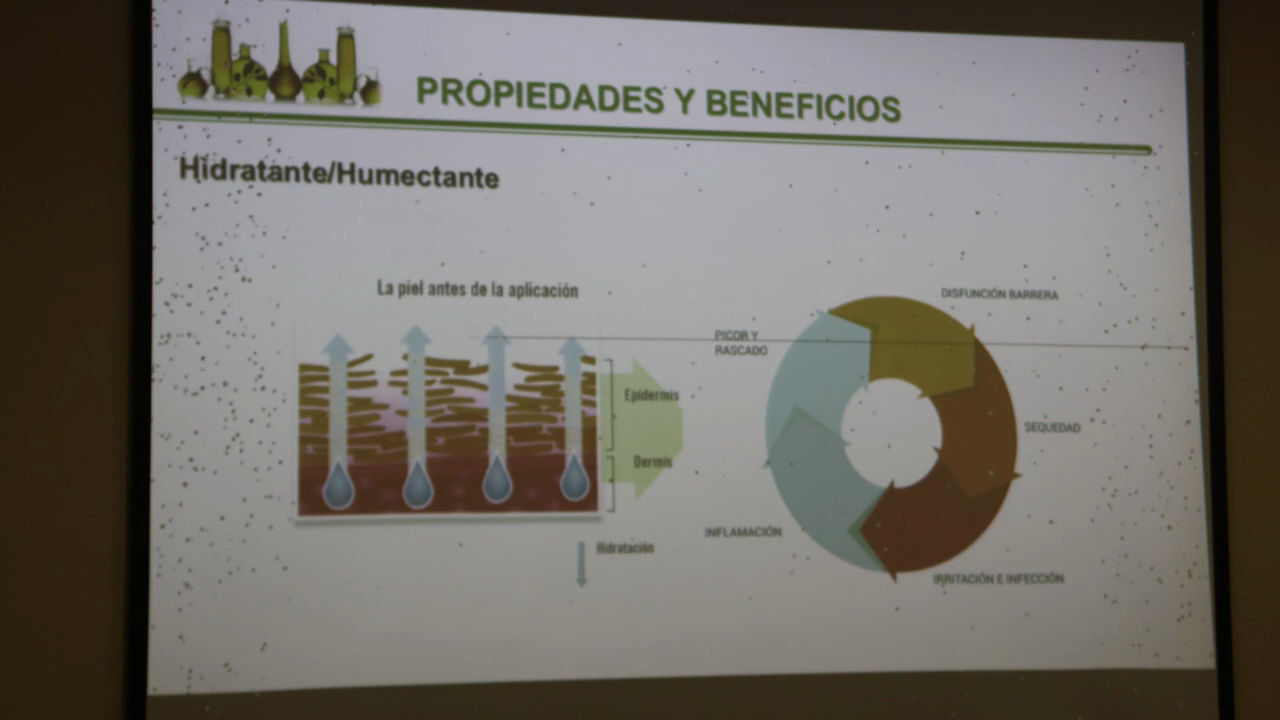 PROPIEDADES Y BENEFICIOS
Hidratante/Humectante
La piel antes de la aplicación
Epidermis
Dermis
Hidratación
DISFUNCIÓN BARRERA
PICOR Y
RASCADO
SEQUEDAD
INFLAMACIÓN
IRRITACIÓN E INFECCIÓN